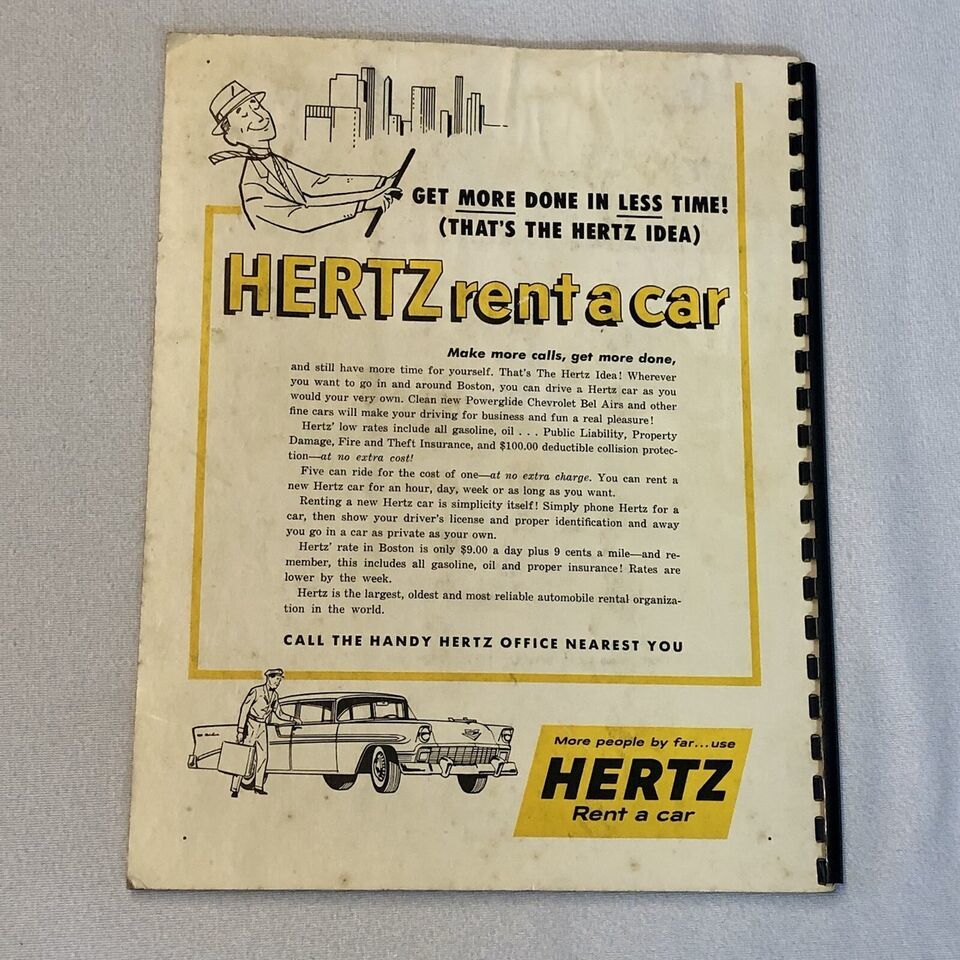 GET MORE DONE IN LESS TIME!
(THAT'S THE HERTZ IDEA)
HERTZ rent a car
Make more calls, get more done,
and still have more time for yourself. That's The Hertz Idea! Wherever
you want to go in and around Boston, you can drive a Hertz car as you
would your very own. Clean new Powerglide Chevrolet Bel Airs and other
fine cars will make your driving for business and fun a real pleasure!
Hertz' low rates include all gasoline, oil . . . Public Liability, Property
Damage, Fire and Theft Insurance, and $100.00 deductible collision protec-
tion—at no extra cost!
Five can ride for the cost of one—at no extra charge. You can rent a
new Hertz car for an hour, day, week or as long as you want.
Renting a new Hertz car is simplicity itself! Simply phone Hertz for a
car, then show your driver's license and proper identification and away
you go in a car as private as your own.
Hertz' rate in Boston is only $9.00 a day plus 9 cents a mile—and re-
member, this includes all gasoline, oil and proper insurance! Rates are
lower by the week.
Hertz is the largest, oldest and most reliable automobile rental organiza-
tion in the world.
CALL THE HANDY HERTZ OFFICE NEAREST YOU
More people by far...use
HERTZ
Rent a car